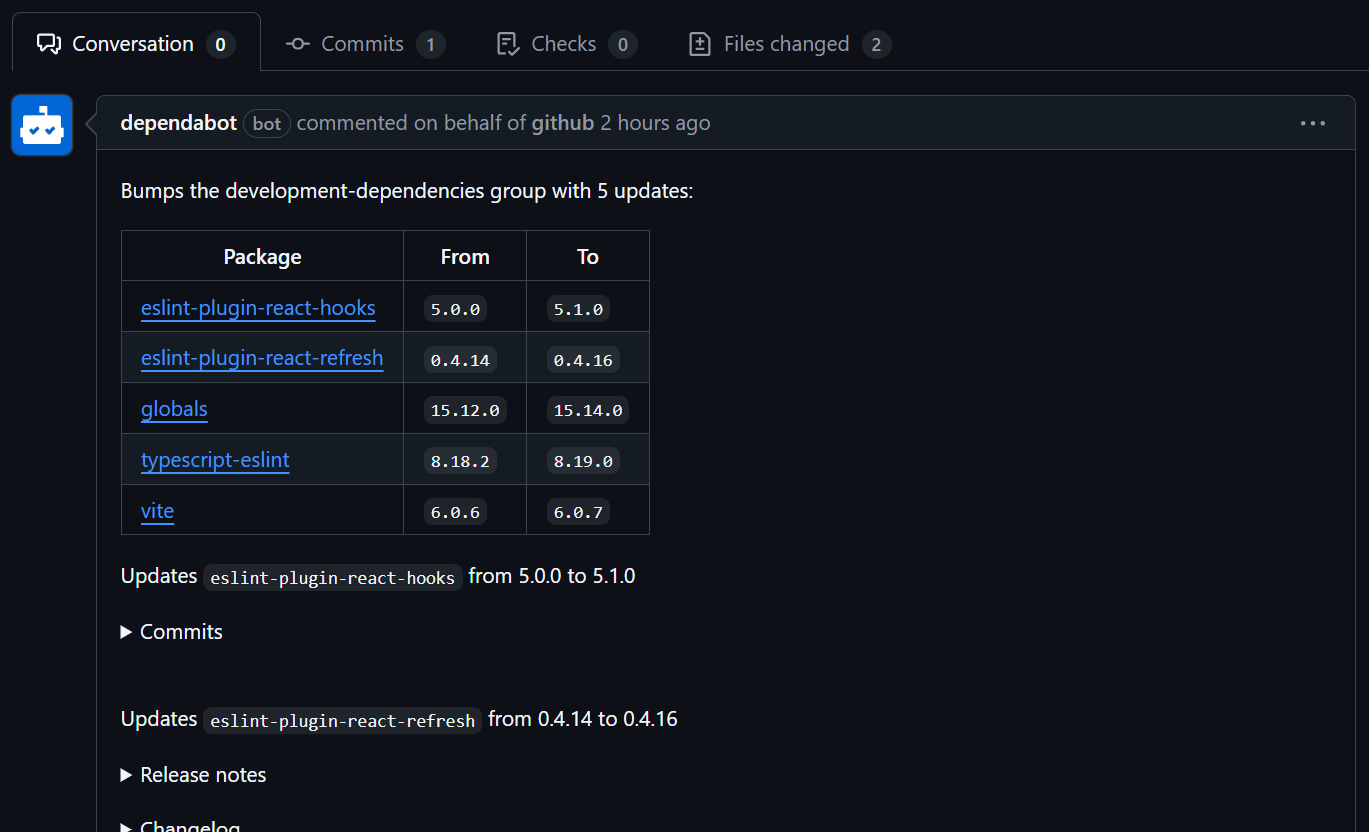 Conversation 0 Commits 1 Checks 0 Files changed 2
dependabot bot commented on behalf of github 2 hours ago
Bumps the development-dependencies group with 5 updates:
Package From To
eslint-plugin-react-hooks 5.0.0 5.1.0
eslint-plugin-react-refresh 0.4.14 0.4.16
globals 15.12.0 15.14.0
typescript-eslint 8.18.2 8.19.0
vite 6.0.6 6.0.7
Updates eslint-plugin-react-hooks from 5.0.0 to 5.1.0
Commits
Updates eslint-plugin-react-refresh from 0.4.14 to 0.4.16
Release notes
Changelog